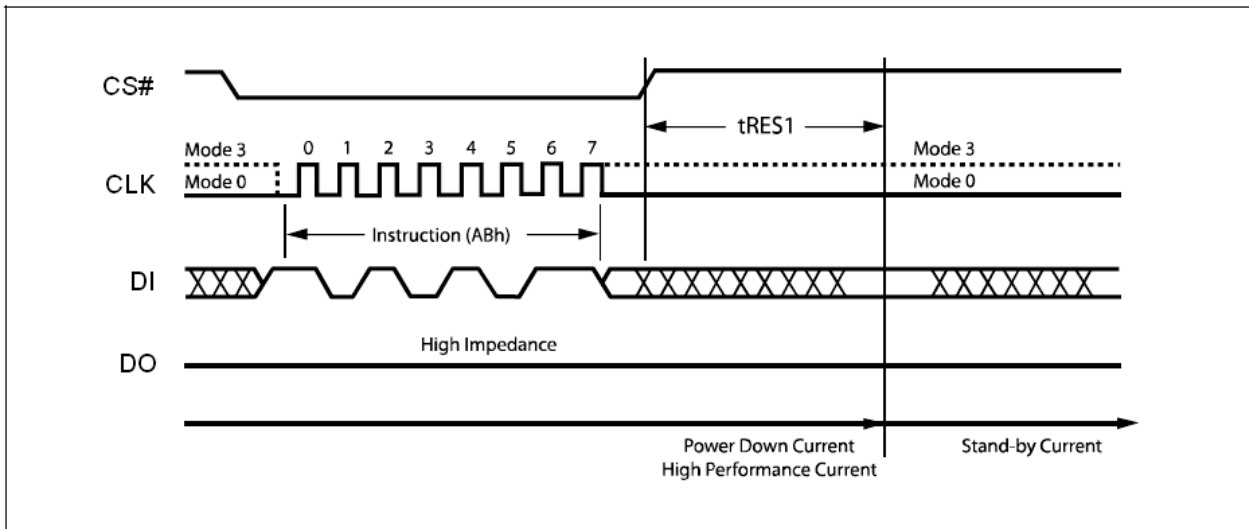 CS#
tRES1
Mode 3
0 1 2 3 4 5 6 7
Mode 3
CLK
Mode 0
Mode 0
Instruction (ABh)
DI
High Impedance
DO
Power Down Current
High Performance Current
Stand-by Current